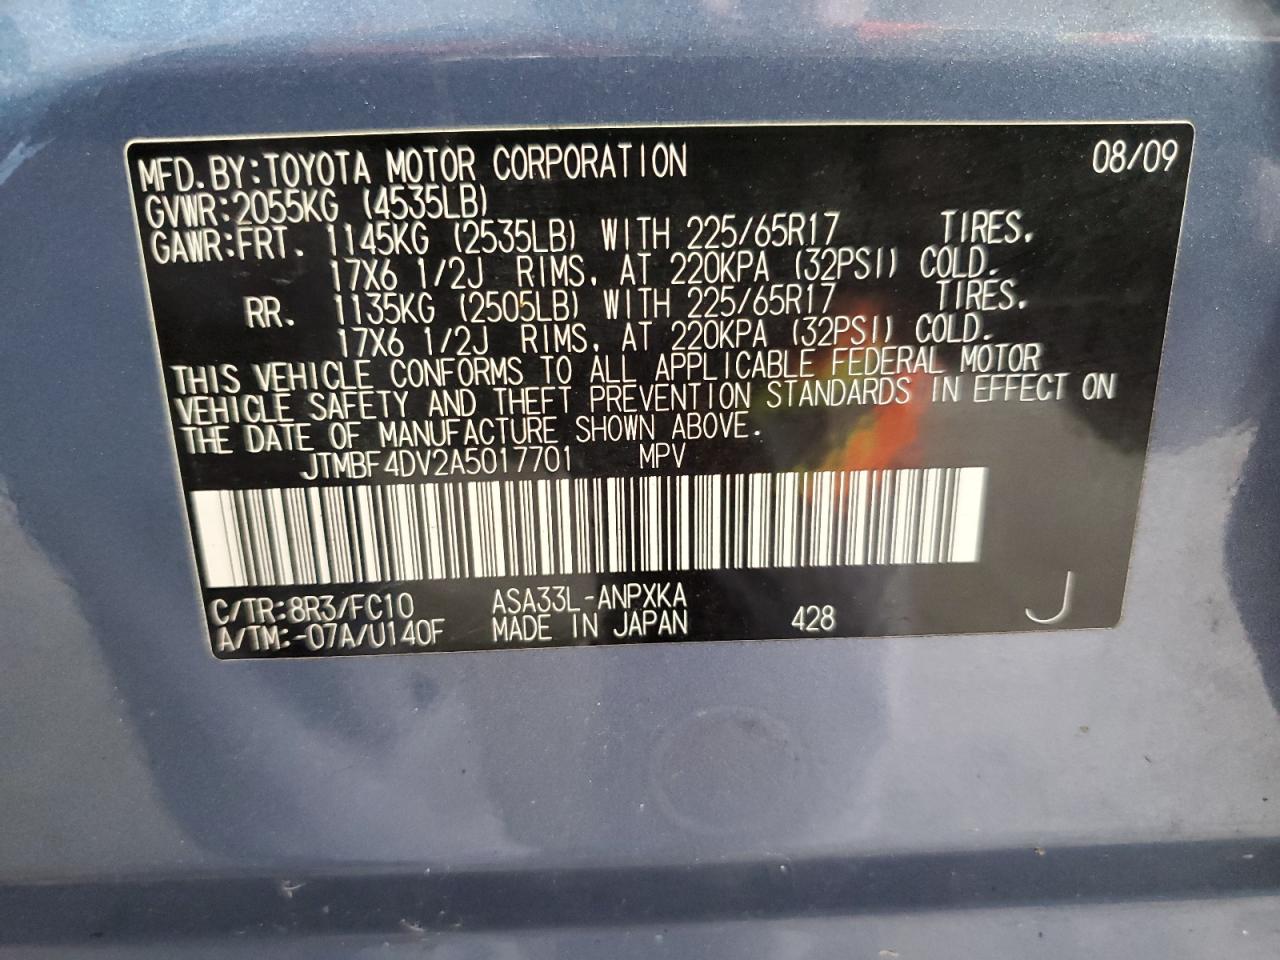 MFD.BY:TOYOTA MOTOR CORPORATION 08/09
GVWR:2055KG (4535LB)
GAWR:FRT. 1145KG (2535LB) WITH 225/65R17 TIRES,
17X6 1/2J RIMS, AT 220KPA (32PSI) COLD.
RR. 1135KG (2505LB) WITH 225/65R17 TIRES,
17X6 1/2J RIMS, AT 220KPA (32PSI) COLD.
THIS VEHICLE CONFORMS TO ALL APPLICABLE FEDERAL MOTOR
VEHICLE SAFETY AND THEFT PREVENTION STANDARDS IN EFFECT ON
THE DATE OF MANUFACTURE SHOWN ABOVE.
JTMBF4DV2A5017701 MPV
C/TR:8R3/FC10 ASA33L-ANPXKA
A/TM:-07A/U140F MADE IN JAPAN 428 J